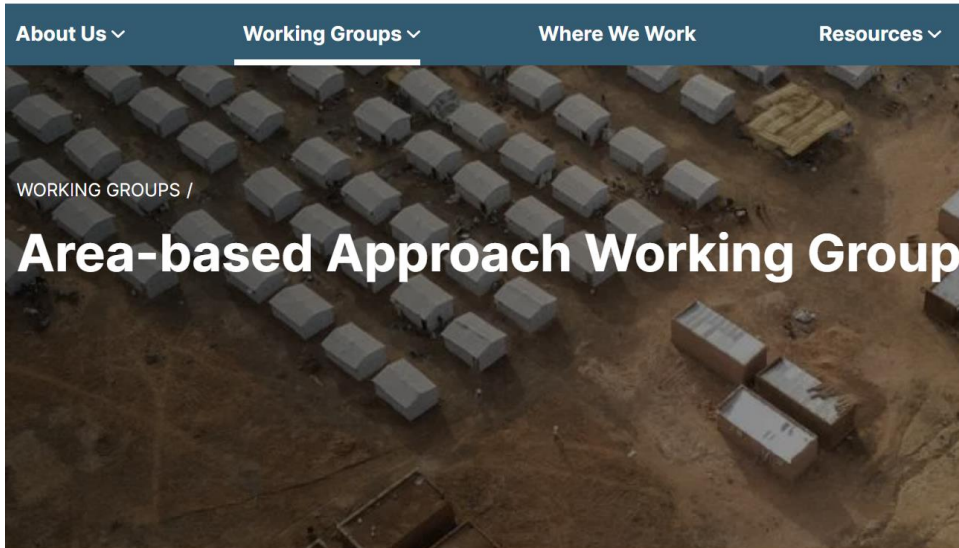 About Us
Working Groups
Where We Work
Resources
WORKING GROUPS /
Area-based Approach Working Group